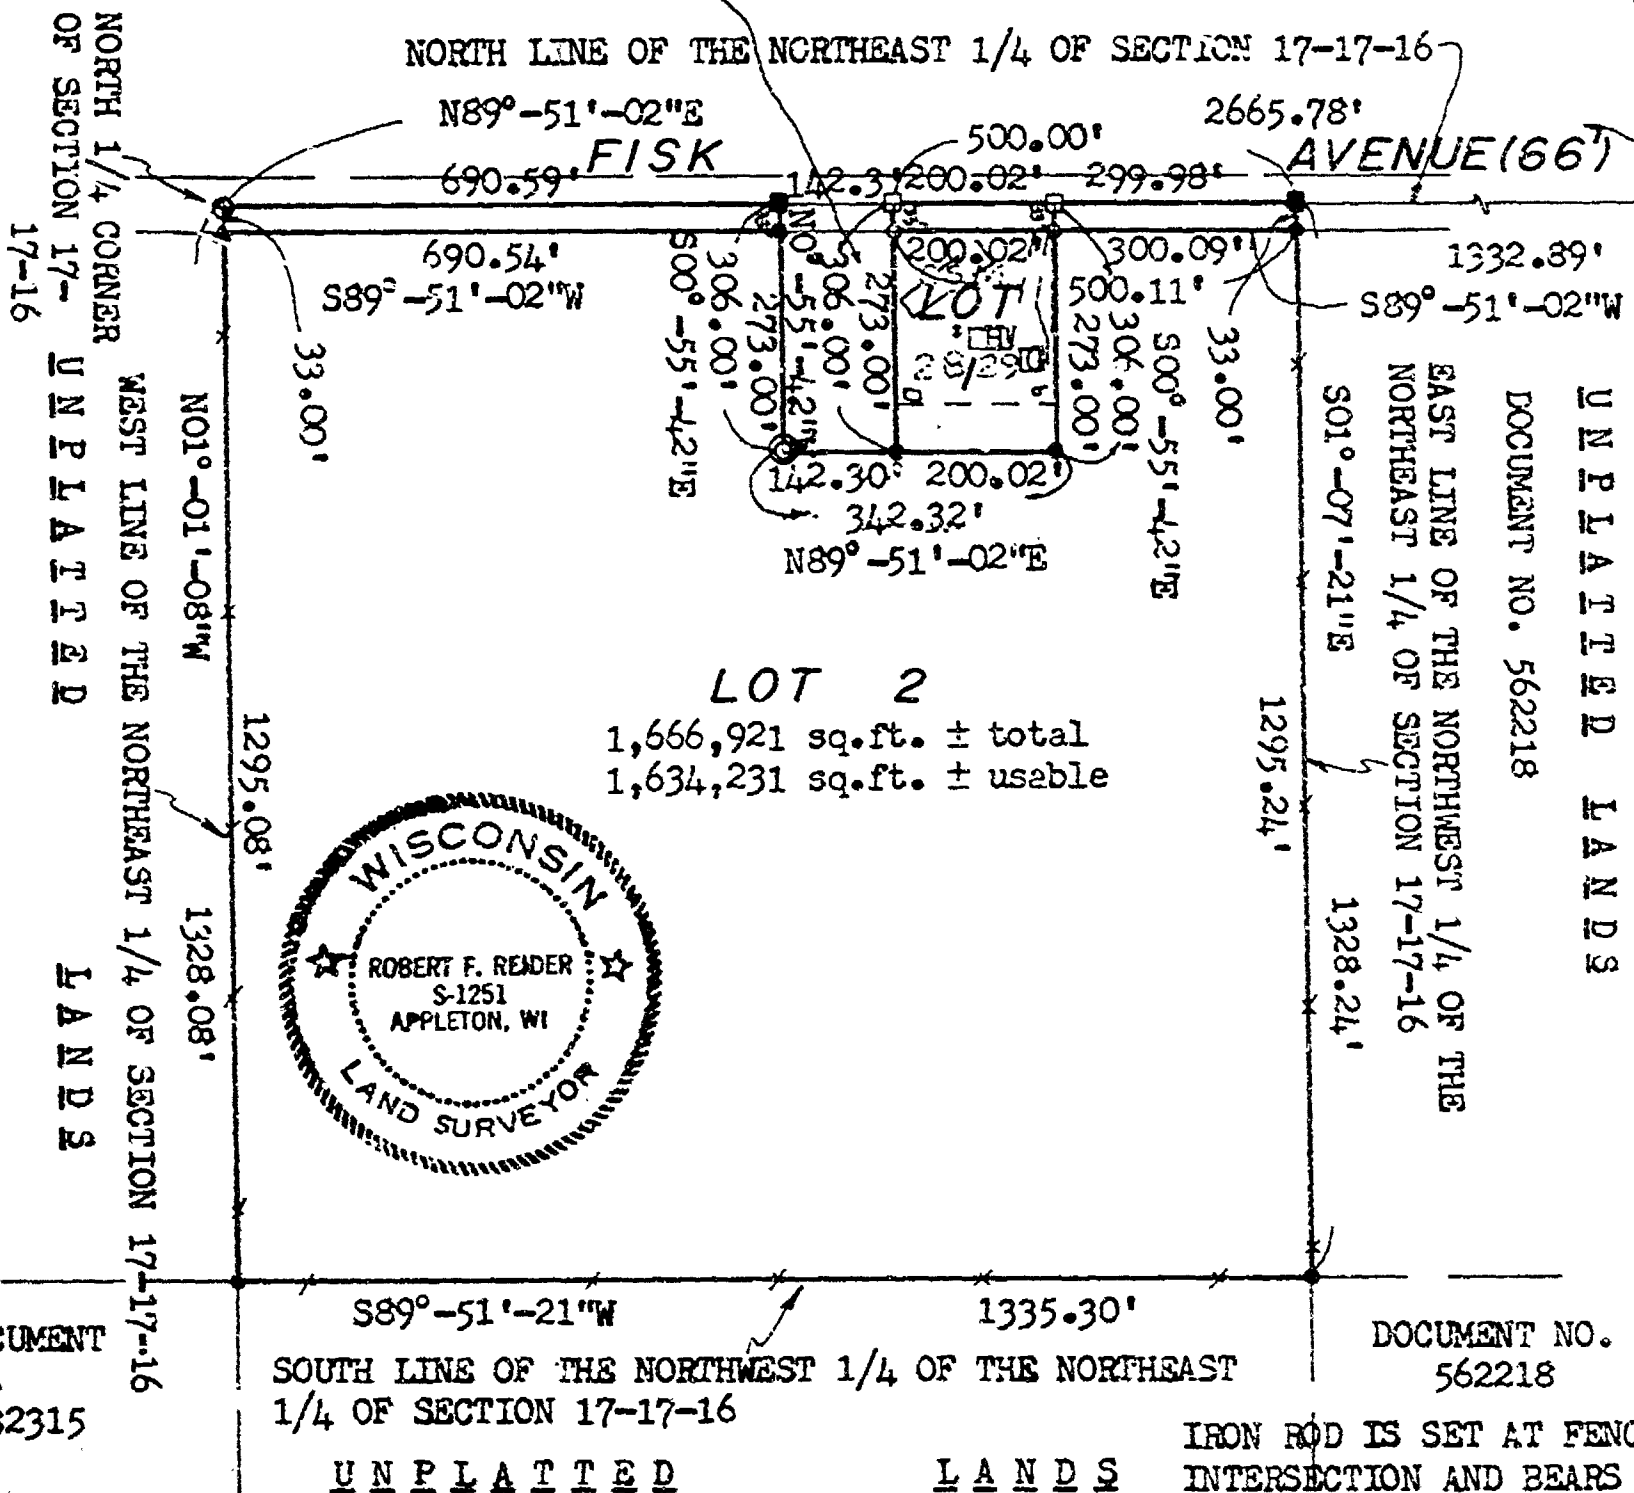 NORTH LINE OF THE NORTHEAST 1/4 OF SECTION 17-17-16
NORTH 1/4 CORNER
OF SECTION 17-
17-16
N89°-51'-02"E
2665.78'
500.00'
FISK
AVENUE(66')
690.59'
142.3
200.02'
299.98'
690.54'
S89°-51'-02"W
200.02'
300.09'
1332.89'
500.11'
S89°-51'-02"W
33.00'
S00°-55'-42"E
306.00'
273.00'
306.00'
273.00'
LOT
273.00'
306.00'
S00°-55'-42"E
33.00'
142.30'
200.02'
342.32'
N89°-51'-02"E
UNPLATTED LANDS
WEST LINE OF THE NORTHEAST 1/4 OF SECTION 17-17-16
N01°-01'-08"W
1295.08'
1328.08'
LOT 2
1,666,921 sq.ft. ± total
1,634,231 sq.ft. ± usable
WISCONSIN
ROBERT F. REIDER
S-1251
APPLETON, WI
LAND SURVEYOR
1295.24'
S01°-07'-21"E
1328.24'
EAST LINE OF THE NORTHWEST 1/4 OF THE
NORTHEAST 1/4 OF SECTION 17-17-16
DOCUMENT NO. 562218
UNPLATTED LANDS
S89°-51'-21"W
1335.30'
CUMENT
32315
SOUTH LINE OF THE NORTHWEST 1/4 OF THE NORTHEAST
1/4 OF SECTION 17-17-16
DOCUMENT NO.
562218
UNPLATTED LANDS
IRON ROD IS SET AT FENC
INTERSECTION AND BEARS